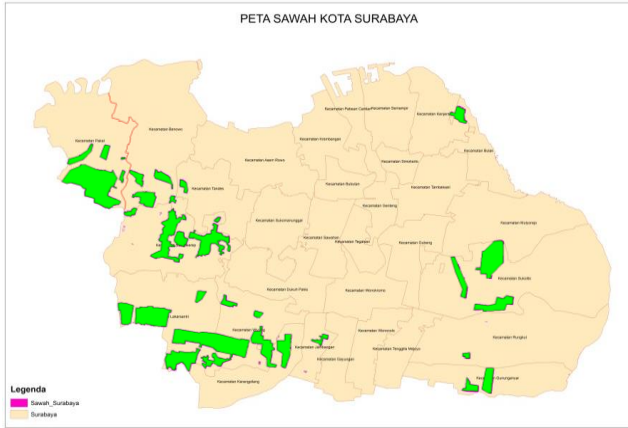 PETA SAWAH KOTA SURABAYA
Kecamatan Pabean Cantian
Kecamatan Semampir
Kecamatan Kenjeran
Kecamatan Benowo
Kecamatan Pakal
Kecamatan Krembangan
Kecamatan Bulak
Kecamatan Asem Rowo
Kecamatan Simokerto
Kecamatan Tandes
Kecamatan Bubutan
Kecamatan Tambaksari
Kecamatan Genteng
Kecamatan Sukomanunggal
Kecamatan Mulyorejo
Kecamatan Sawahan
Kecamatan Tegalsari
Kecamatan Gubeng
Kecamatan Sukolilo
Kecamatan Dukuh Pakis
Kecamatan Wonokromo
Lakarsantri
Kecamatan Wonocolo
Kecamatan Rungkut
Kecamatan Jambangan
Kecamatan Tenggilis Mejoyo
Kecamatan Gayungan
Kecamatan Karangpilang
Legenda
Sawah_Surabaya
Surabaya